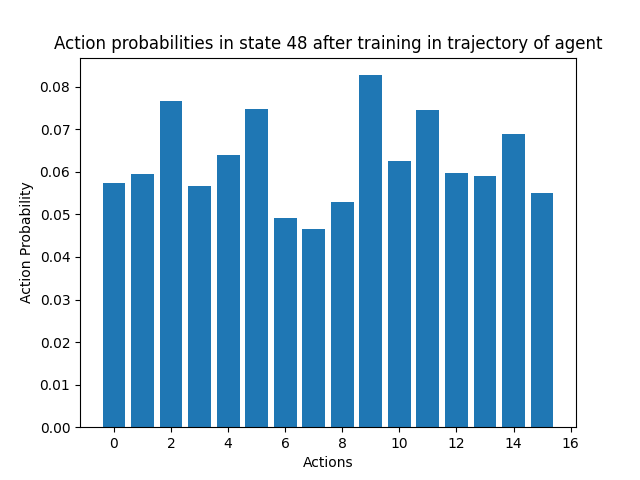 Action probabilities in state 48 after training in trajectory of agent
0.08
0.07
0.06
0.05
0.04
0.03
0.02
0.01
0.00
Action Probability
0 2 4 6 8 10 12 14 16
Actions